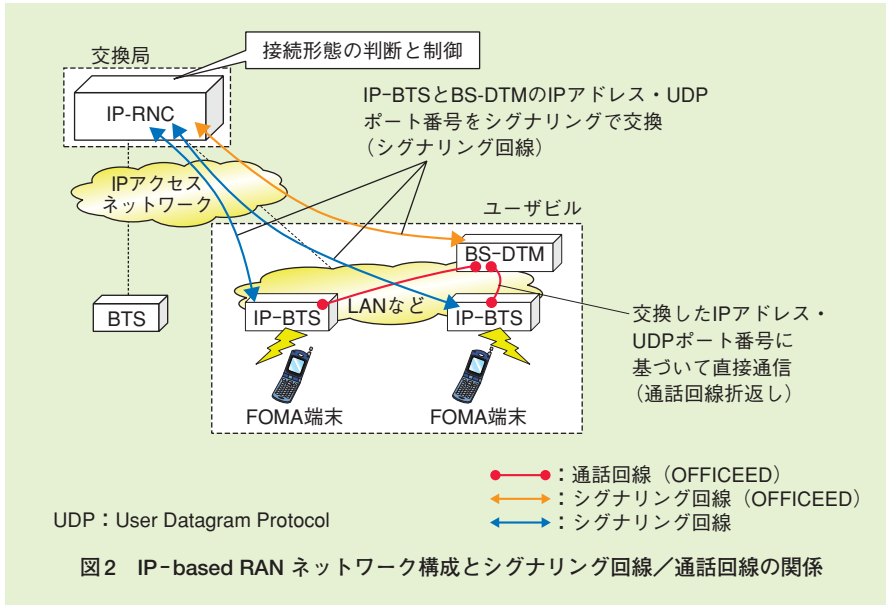 交換局
接続形態の判断と制御
IP-RNC
IP-BTSとBS-DTMのIPアドレス・UDP
ポート番号をシグナリングで交換
（シグナリング回線）
IPアクセス
ネットワーク
ユーザビル
BS-DTM
BTS
IP-BTS
LANなど
IP-BTS
交換したIPアドレス・
UDPポート番号に
基づいて直接通信
（通話回線折返し）
FOMA端末
FOMA端末
：通話回線（OFFICEED）
：シグナリング回線（OFFICEED）
：シグナリング回線
UDP：User Datagram Protocol
図2 IP-based RAN ネットワーク構成とシグナリング回線／通話回線の関係